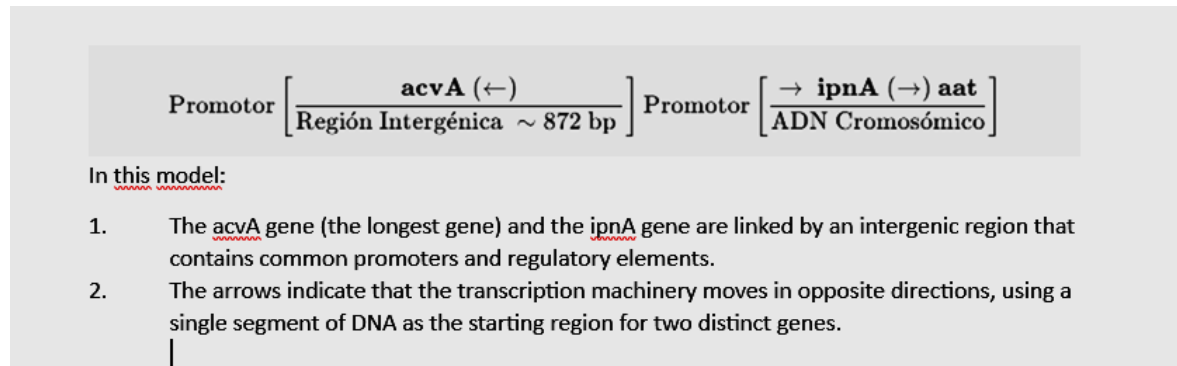 Promotor [ acvA (←) / Región Intergénica ~ 872 bp ] Promotor [ → ipnA (→) aat / ADN Cromosómico ]
In this model:
1. The acvA gene (the longest gene) and the ipnA gene are linked by an intergenic region that
contains common promoters and regulatory elements.
2. The arrows indicate that the transcription machinery moves in opposite directions, using a
single segment of DNA as the starting region for two distinct genes.